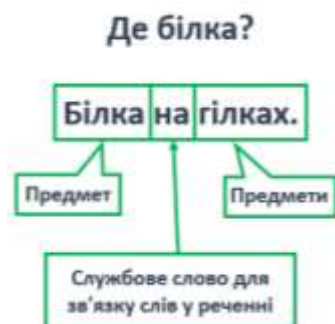 Де білка?
Білка на гілках.
Предмет
Предмети
Службове слово для
зв'язку слів у реченні